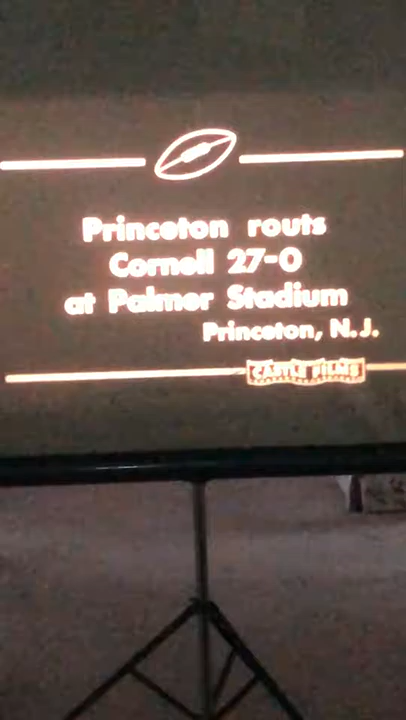 Princeton routs
Cornell 27-0
at Palmer Stadium
Princeton, N.J.
CASTLE FILMS